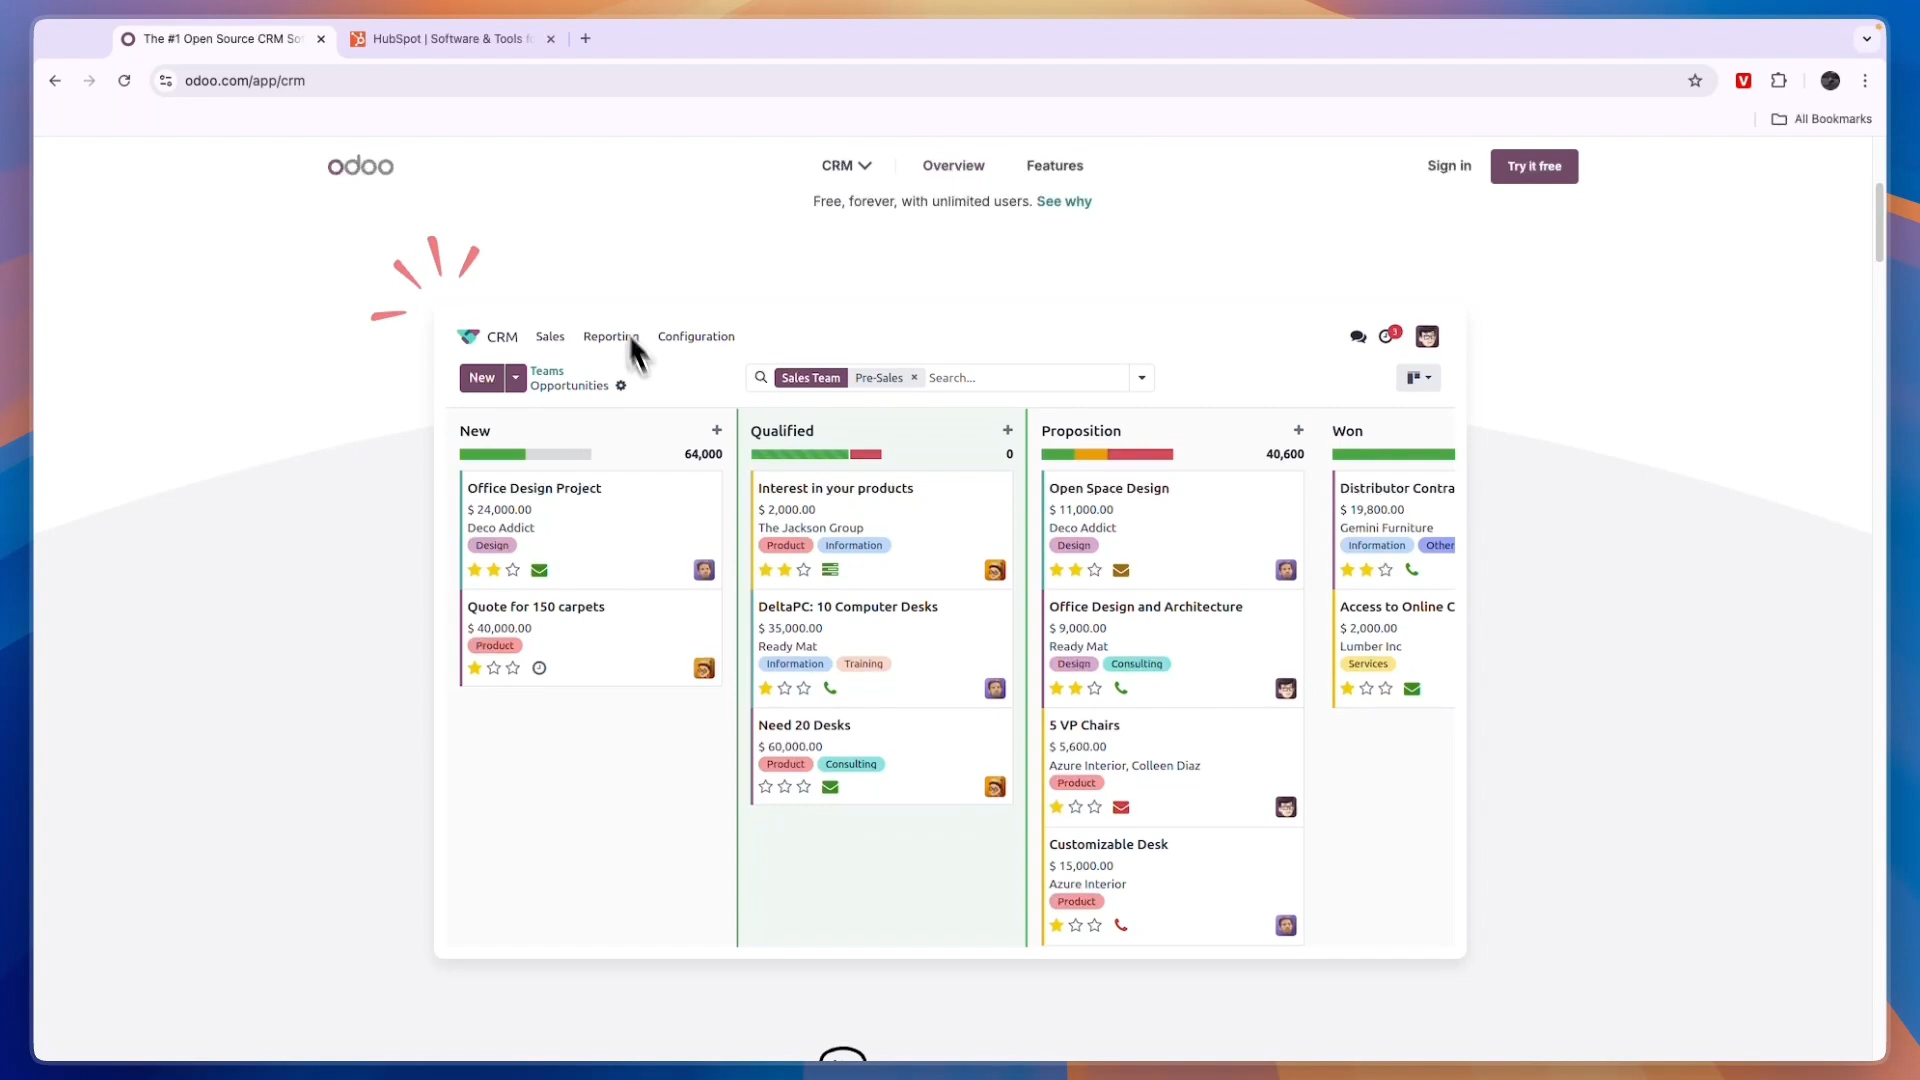 The #1 Open Source CRM So
HubSpot | Software & Tools f
odoo.com/app/crm
V
All Bookmarks
odoo
CRM
Overview
Features
Sign in
Try it free
Free, forever, with unlimited users. See why
CRM
Sales
Reporting
Configuration
3
New
Teams
Opportunities
Sales Team
Pre-Sales ×
Search...
New
64,000
Office Design Project
$ 24,000.00
Deco Addict
Design
Quote for 150 carpets
$ 40,000.00
Product
Qualified
0
Interest in your products
$ 2,000.00
The Jackson Group
Product
Information
DeltaPC: 10 Computer Desks
$ 35,000.00
Ready Mat
Information
Training
Need 20 Desks
$ 60,000.00
Product
Consulting
Proposition
40,600
Open Space Design
$ 11,000.00
Deco Addict
Design
Office Design and Architecture
$ 9,000.00
Ready Mat
Design
Consulting
5 VP Chairs
$ 5,600.00
Azure Interior, Colleen Diaz
Product
Customizable Desk
$ 15,000.00
Azure Interior
Product
Won
Distributor Contra
$ 19,800.00
Gemini Furniture
Information
Other
Access to Online C
$ 2,000.00
Lumber Inc
Services